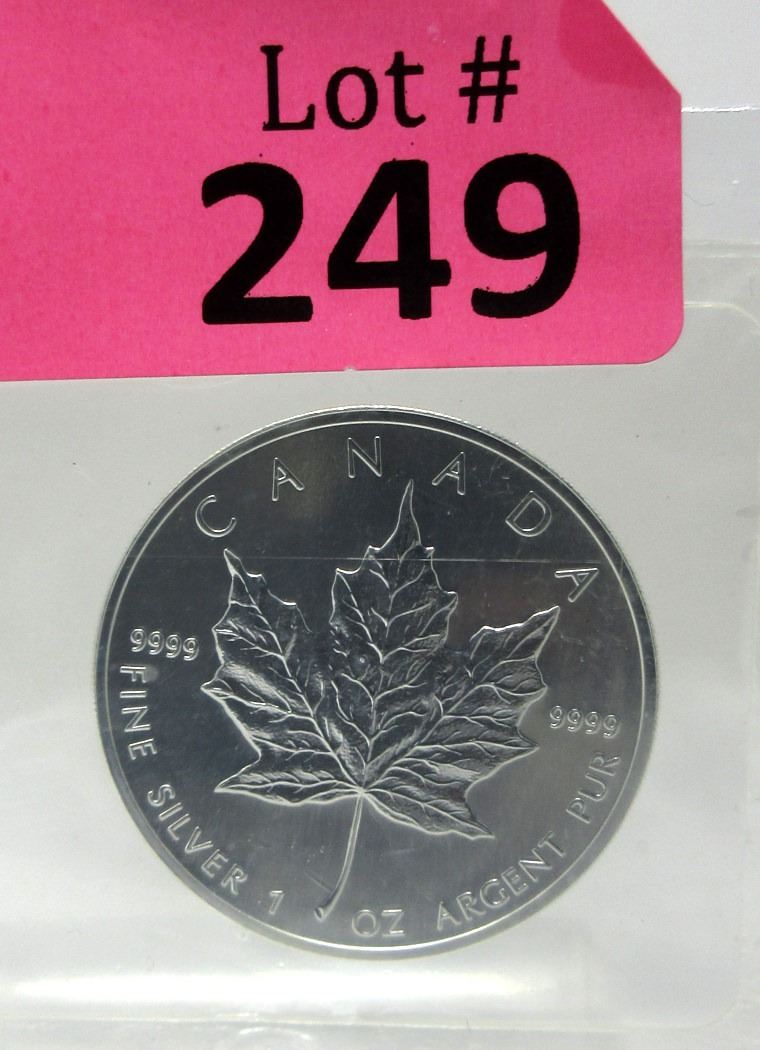 Lot #
249
CANADA
9999
9999
FINE SILVER 1 OZ ARGENT PUR